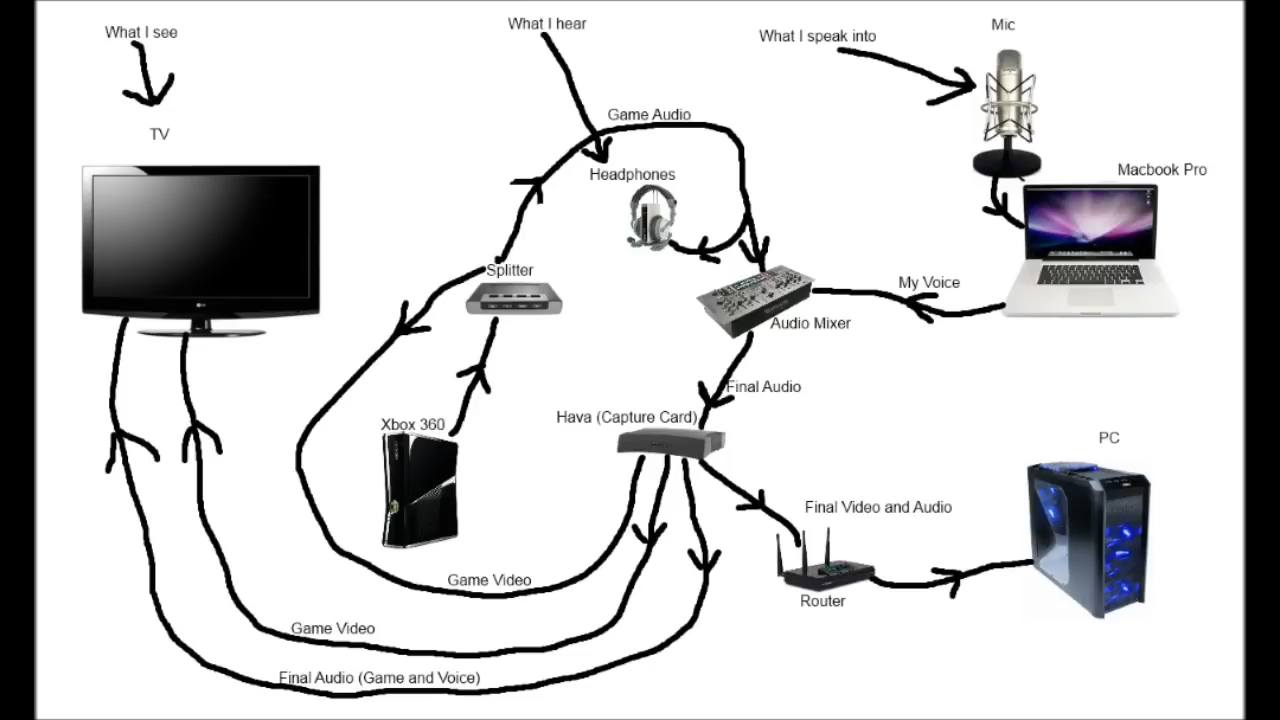 What I see
What I hear
What I speak into
Mic
TV
Game Audio
Headphones
Macbook Pro
Splitter
My Voice
Audio Mixer
Final Audio
Xbox 360
Hava (Capture Card)
PC
Final Video and Audio
Game Video
Router
Game Video
Final Audio (Game and Voice)